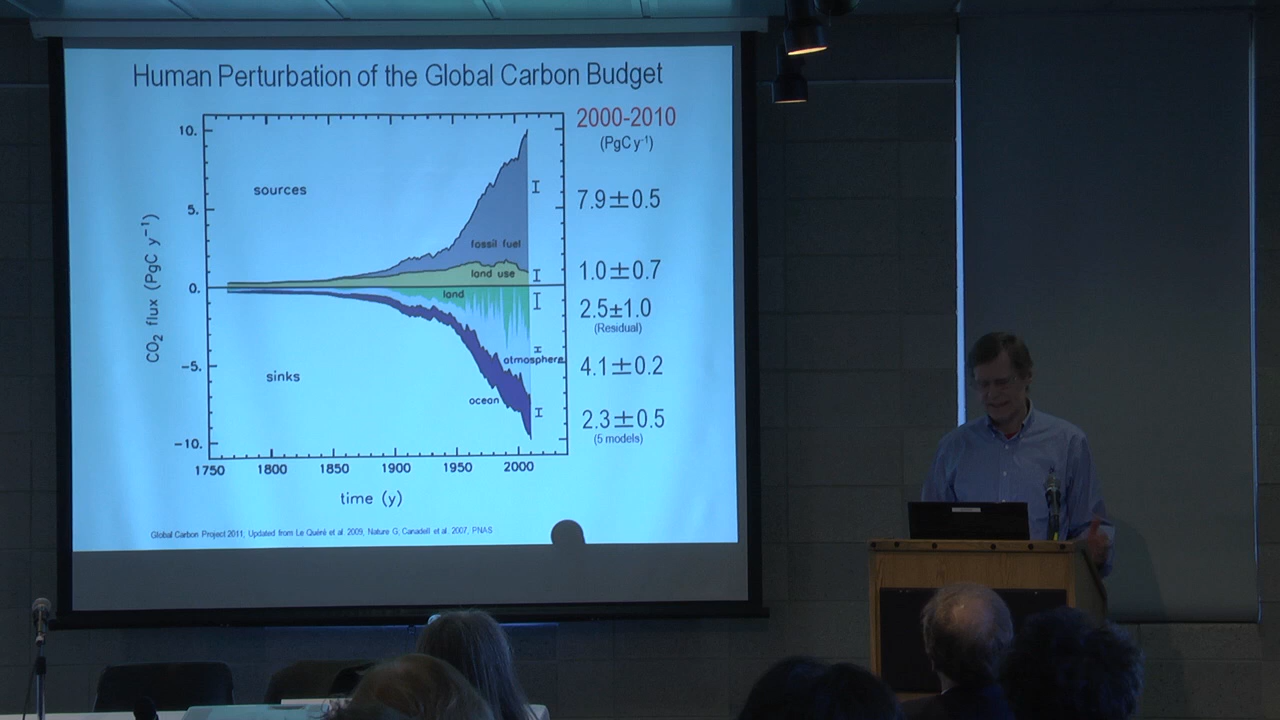 Human Perturbation of the Global Carbon Budget
2000-2010
(PgC y⁻¹)
10.
sources
7.9±0.5
5.
fossil fuel
1.0±0.7
land use
0.
land
2.5±1.0
(Residual)
CO₂ flux (PgC y⁻¹)
atmosphere
4.1±0.2
−5.
sinks
ocean
2.3±0.5
(5 models)
−10.
1750 1800 1850 1900 1950 2000
time (y)
Global Carbon Project 2011, Updated from Le Quéré et al. 2009, Nature G, Canadell et al. 2007, PNAS